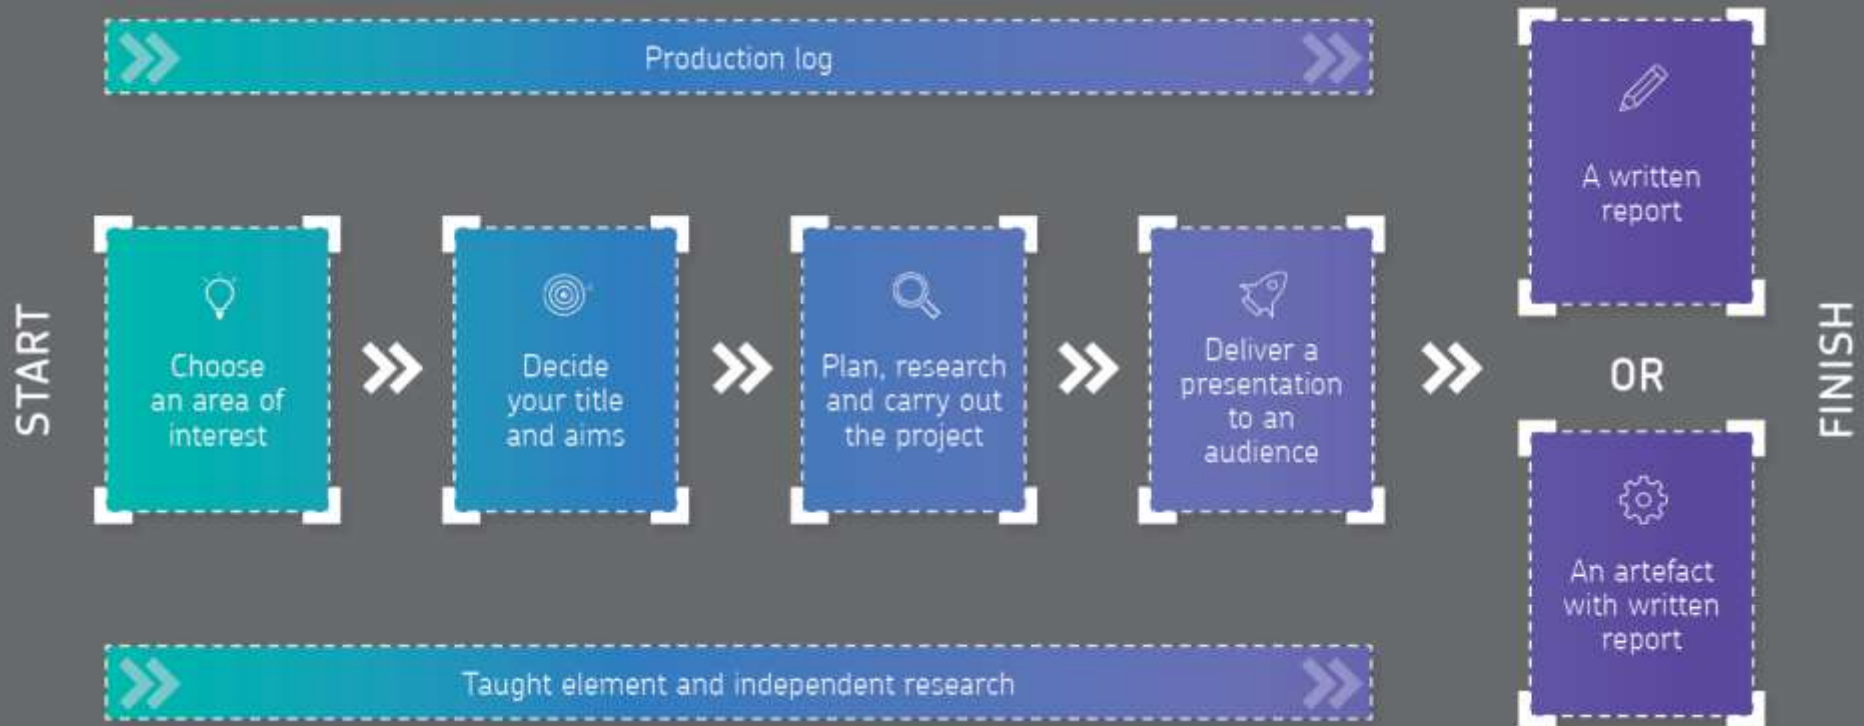 Production log
START
Choose
an area of
interest
Decide
your title
and aims
Plan, research
and carry out
the project
Deliver a
presentation
to an
audience
A written
report
OR
An artefact
with written
report
FINISH
Taught element and independent research